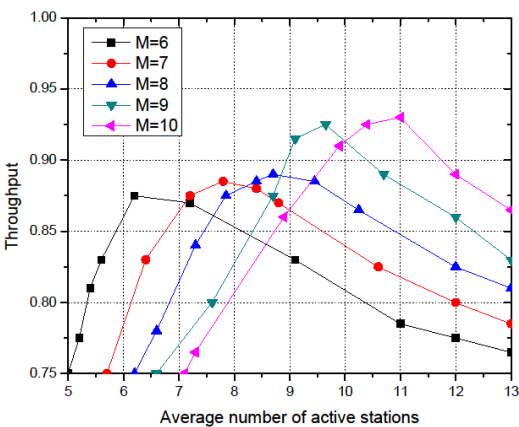 1.00
0.95
0.90
0.85
0.80
0.75
Throughput
M=6
M=7
M=8
M=9
M=10
5 6 7 8 9 10 11 12 13
Average number of active stations